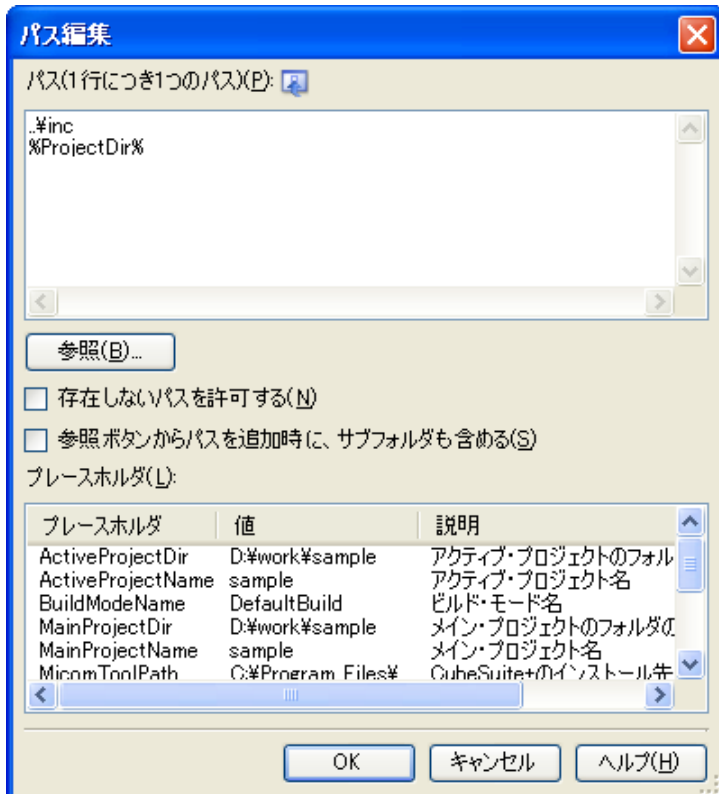 パス編集
パス(1行につき1つのパス)(P):
..¥inc
%ProjectDir%
参照(B)...
存在しないパスを許可する(N)
参照ボタンからパスを追加時に、サブフォルダも含める(S)
プレースホルダ(L):
プレースホルダ 値 説明
ActiveProjectDir D:¥work¥sample アクティブ・プロジェクトのフォル
ActiveProjectName sample アクティブ・プロジェクト名
BuildModeName DefaultBuild ビルド・モード名
MainProjectDir D:¥work¥sample メイン・プロジェクトのフォルダの
MainProjectName sample メイン・プロジェクト名
MicomToolPath C:¥Program Files¥ CubeSuite+のインストール先
OK キャンセル ヘルプ(H)